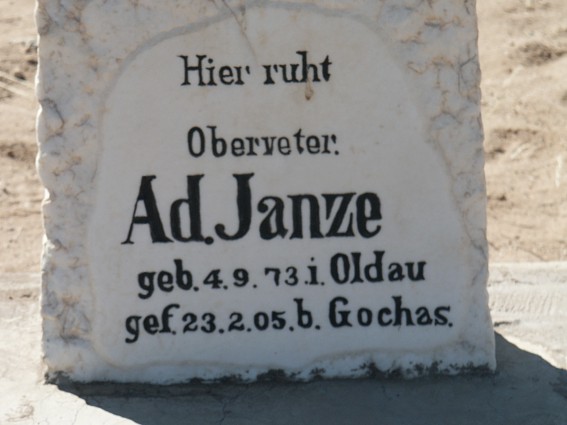 Hier ruht
Oberveter.
Ad. Janze
geb. 4. 9. 73. i. Oldau
gef. 23. 2. 05. b. Gochas.